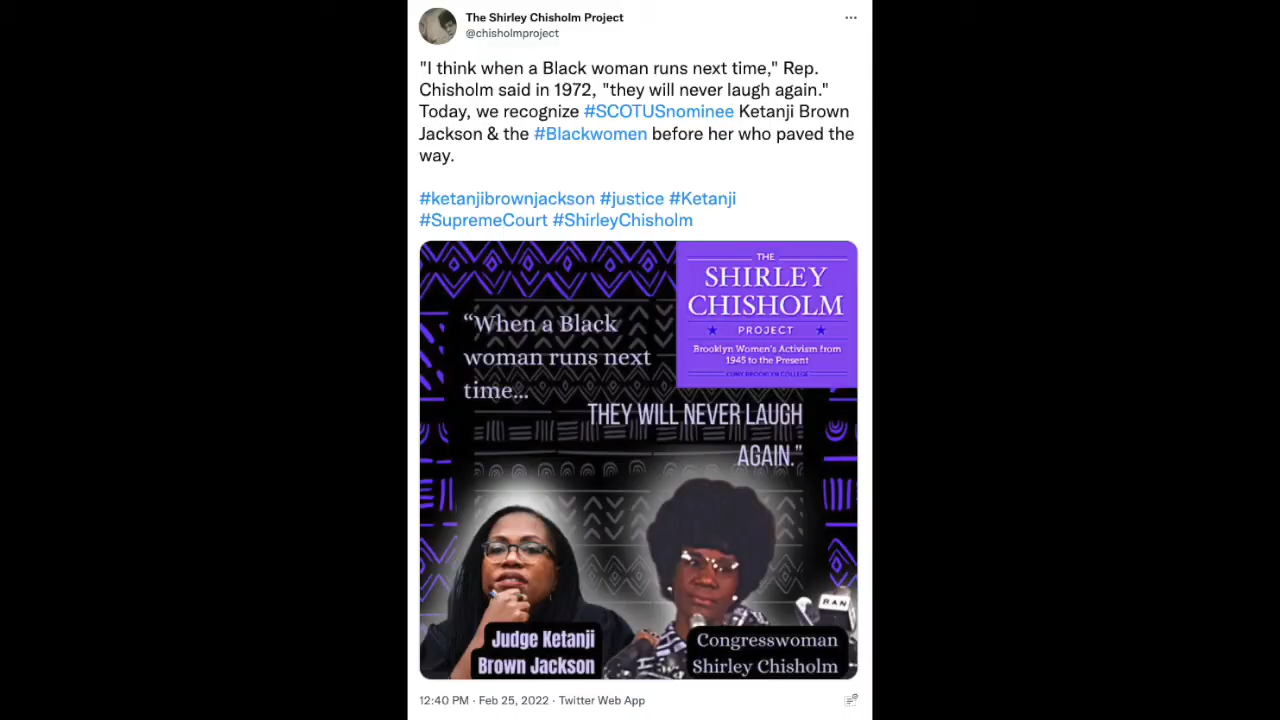 The Shirley Chisholm Project
@chisholmproject
"I think when a Black woman runs next time," Rep.
Chisholm said in 1972, "they will never laugh again."
Today, we recognize #SCOTUSnominee Ketanji Brown
Jackson & the #Blackwomen before her who paved the
way.
#ketanjibrownjackson #justice #Ketanji
#SupremeCourt #ShirleyChisholm
THE
SHIRLEY
CHISHOLM
PROJECT
Brooklyn Women's Activism from
1945 to the Present
CUNY BROOKLYN COLLEGE
“When a Black
woman runs next
time...
THEY WILL NEVER LAUGH
AGAIN."
RAN
Judge Ketanji
Brown Jackson
Congresswoman
Shirley Chisholm
12:40 PM · Feb 25, 2022 · Twitter Web App